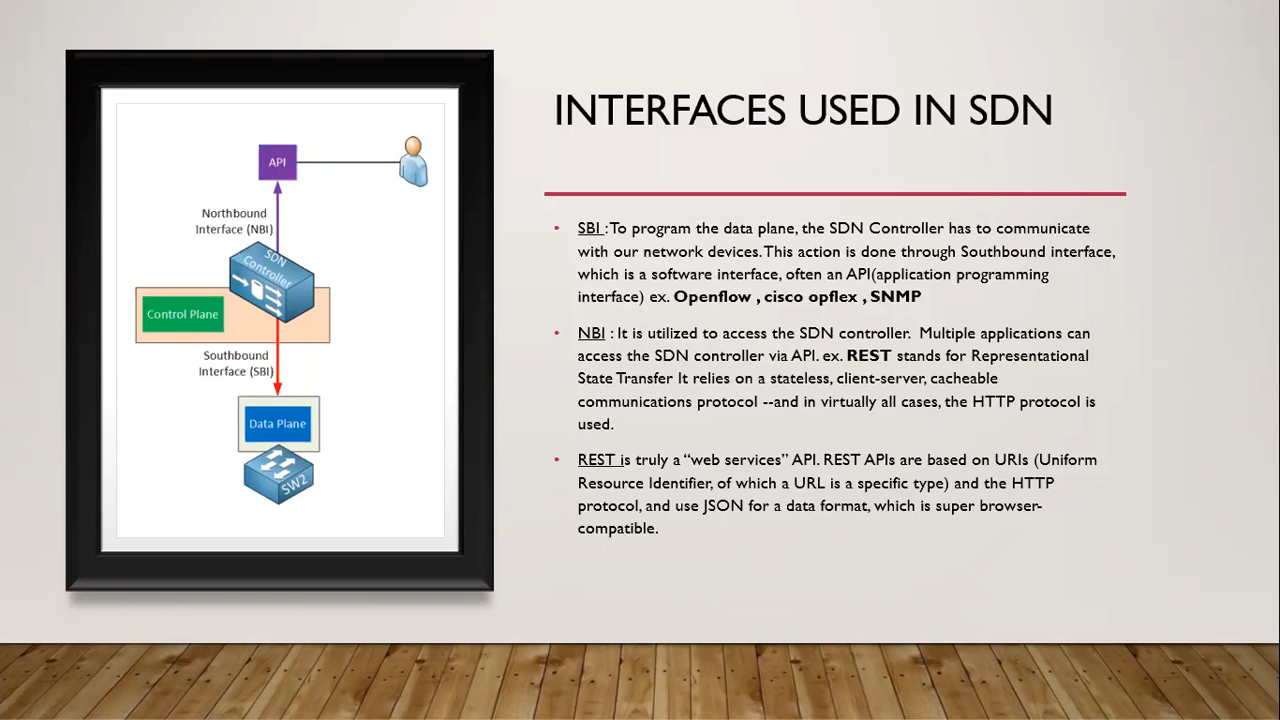 INTERFACES USED IN SDN
API
Northbound
Interface (NBI)
SDN
Controller
Control Plane
Southbound
Interface (SBI)
Data Plane
SW2
• SBI : To program the data plane, the SDN Controller has to communicate
with our network devices. This action is done through Southbound interface,
which is a software interface, often an API(application programming
interface) ex. Openflow , cisco opflex , SNMP
• NBI : It is utilized to access the SDN controller. Multiple applications can
access the SDN controller via API. ex. REST stands for Representational
State Transfer It relies on a stateless, client-server, cacheable
communications protocol --and in virtually all cases, the HTTP protocol is
used.
• REST is truly a “web services” API. REST APIs are based on URIs (Uniform
Resource Identifier, of which a URL is a specific type) and the HTTP
protocol, and use JSON for a data format, which is super browser-
compatible.